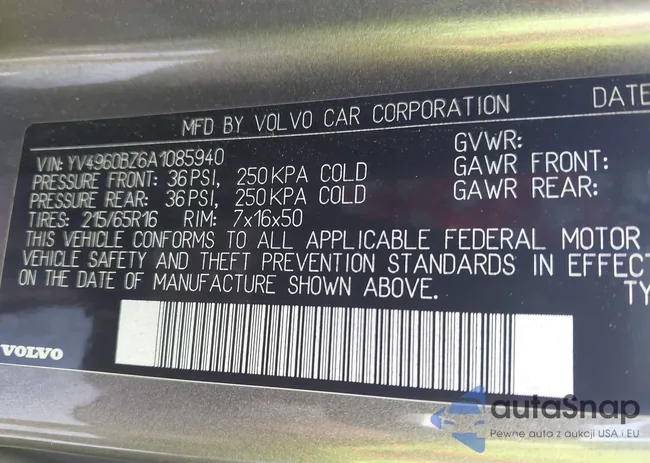 MFD BY VOLVO CAR CORPORATION DATE
VIN: YV4960BZ6A1085940 GVWR:
PRESSURE FRONT: 36PSI, 250KPA COLD GAWR FRONT:
PRESSURE REAR: 36PSI, 250KPA COLD GAWR REAR:
TIRES: 215/65R16 RIM: 7x16x50
THIS VEHICLE CONFORMS TO ALL APPLICABLE FEDERAL MOTOR
VEHICLE SAFETY AND THEFT PREVENTION STANDARDS IN EFFECT
ON THE DATE OF MANUFACTURE SHOWN ABOVE. TY
VOLVO
autaSnap
Pewne auta z aukcji USA i EU